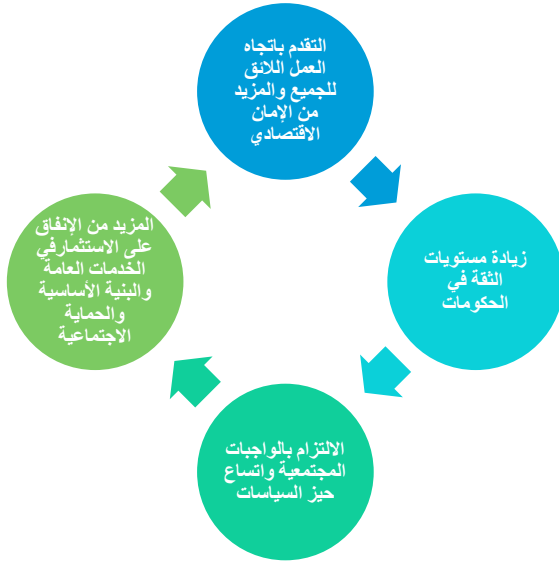 التقدم باتجاه
العمل اللائق
للجميع والمزيد
من الإمان
الاقتصادي
زيادة مستويات
الثقة في
الحكومات
الالتزام بالواجبات
المجتمعية واتساع
حيز السياسات
المزيد من الإنفاق
على الاستثمارفي
الخدمات العامة
والبنية الأساسية
والحماية
الاجتماعية